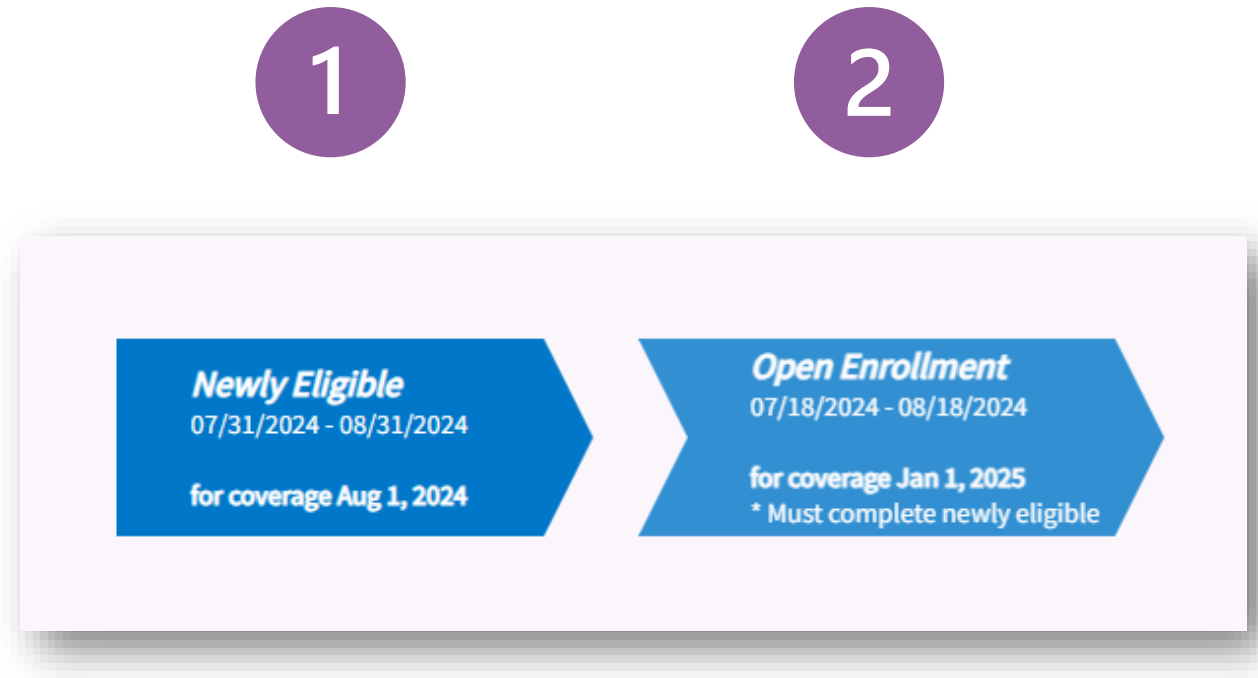 1
2
Newly Eligible
07/31/2024 - 08/31/2024
for coverage Aug 1, 2024
Open Enrollment
07/18/2024 - 08/18/2024
for coverage Jan 1, 2025
* Must complete newly eligible